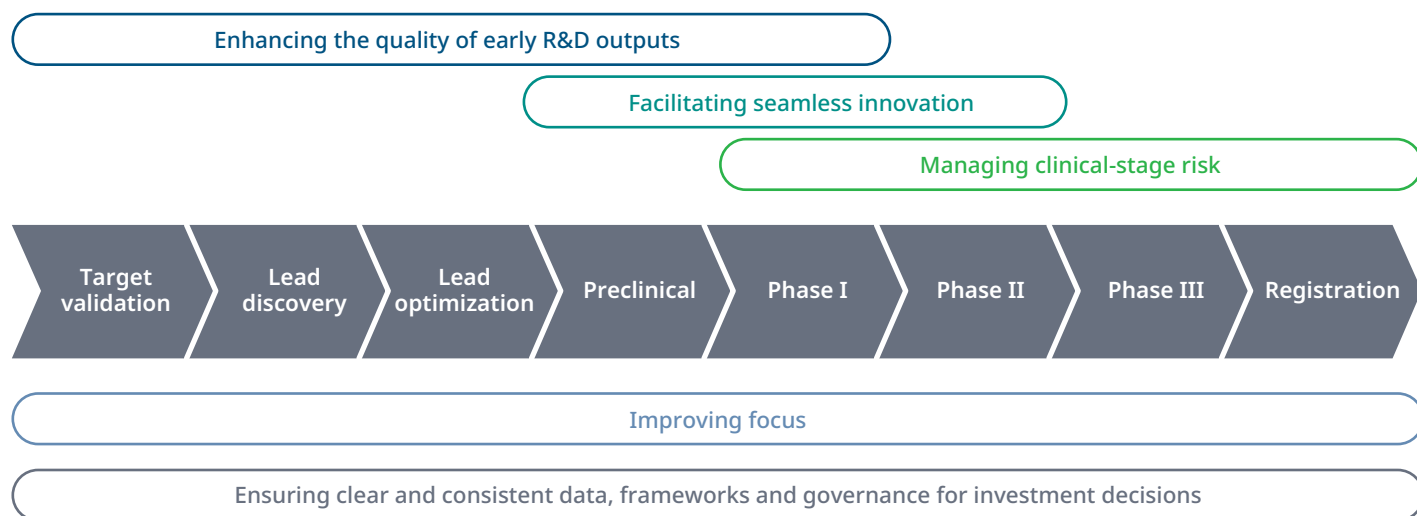 Enhancing the quality of early R&D outputs
Facilitating seamless innovation
Managing clinical-stage risk
Target
validation
Lead
discovery
Lead
optimization
Preclinical
Phase I
Phase II
Phase III
Registration
Improving focus
Ensuring clear and consistent data, frameworks and governance for investment decisions